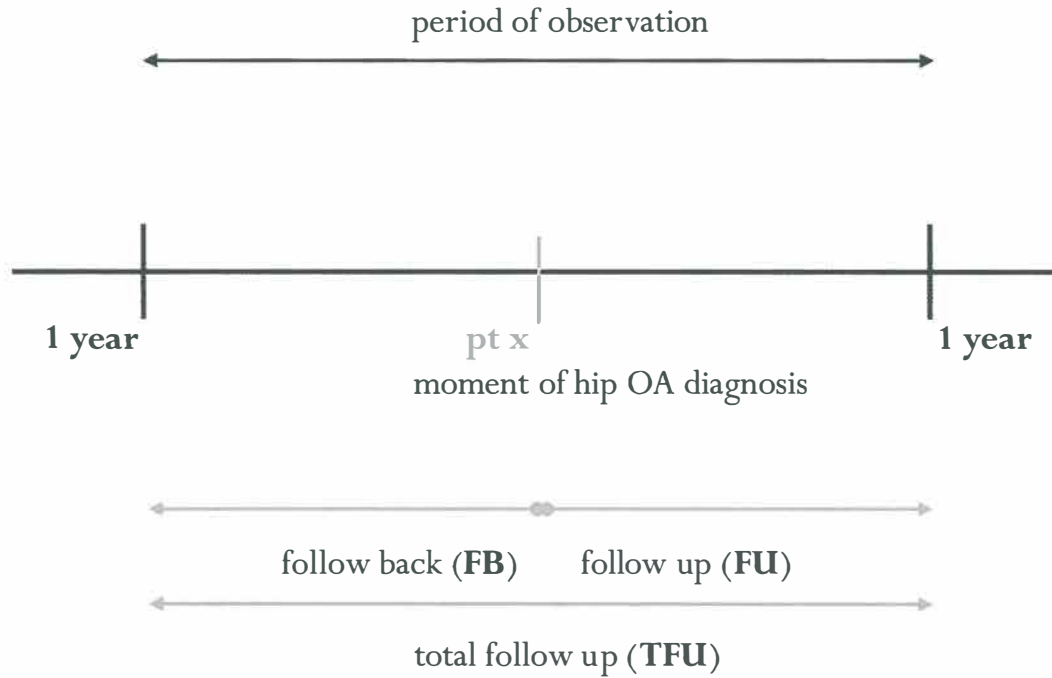 period of observation
1 year
pt x
1 year
moment of hip OA diagnosis
follow back (FB)
follow up (FU)
total follow up (TFU)